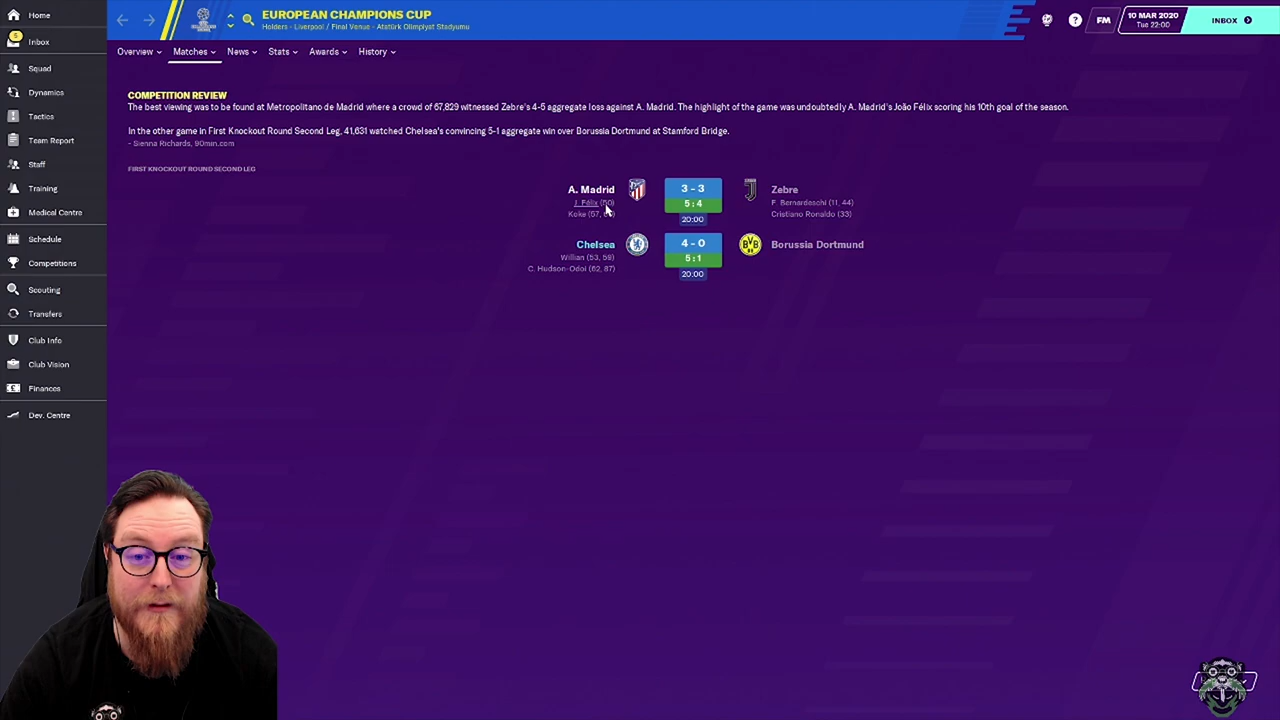 Home
EUROPEAN CHAMPIONS CUP
Holders - Liverpool / Final Venue - Atatürk Olimpiyat Stadyumu
FM
10 MAR 2020
Tue 22:00
INBOX
5
Inbox
Overview
Matches
News
Stats
Awards
History
Squad
Dynamics
Tactics
Team Report
Staff
Training
Medical Centre
Schedule
Competitions
Scouting
Transfers
Club Info
Club Vision
Finances
Dev. Centre
COMPETITION REVIEW
The best viewing was to be found at Metropolitano de Madrid where a crowd of 67,829 witnessed Zebre's 4-5 aggregate loss against A. Madrid. The highlight of the game was undoubtedly A. Madrid's João Félix scoring his 10th goal of the season.
In the other game in First Knockout Round Second Leg, 41,631 watched Chelsea's convincing 5-1 aggregate win over Borussia Dortmund at Stamford Bridge.
- Sienna Richards, 90min.com
FIRST KNOCKOUT ROUND SECOND LEG
A. Madrid 3 - 3 Zebre
J. Félix 5 : 4 F. Bernardeschi (11, 44)
Koke 20:00 Cristiano Ronaldo (33)
Chelsea 4 - 0 BVB 09 Borussia Dortmund
Willian (53, 59) 5 : 1
C. Hudson-Odoi (62, 87) 20:00